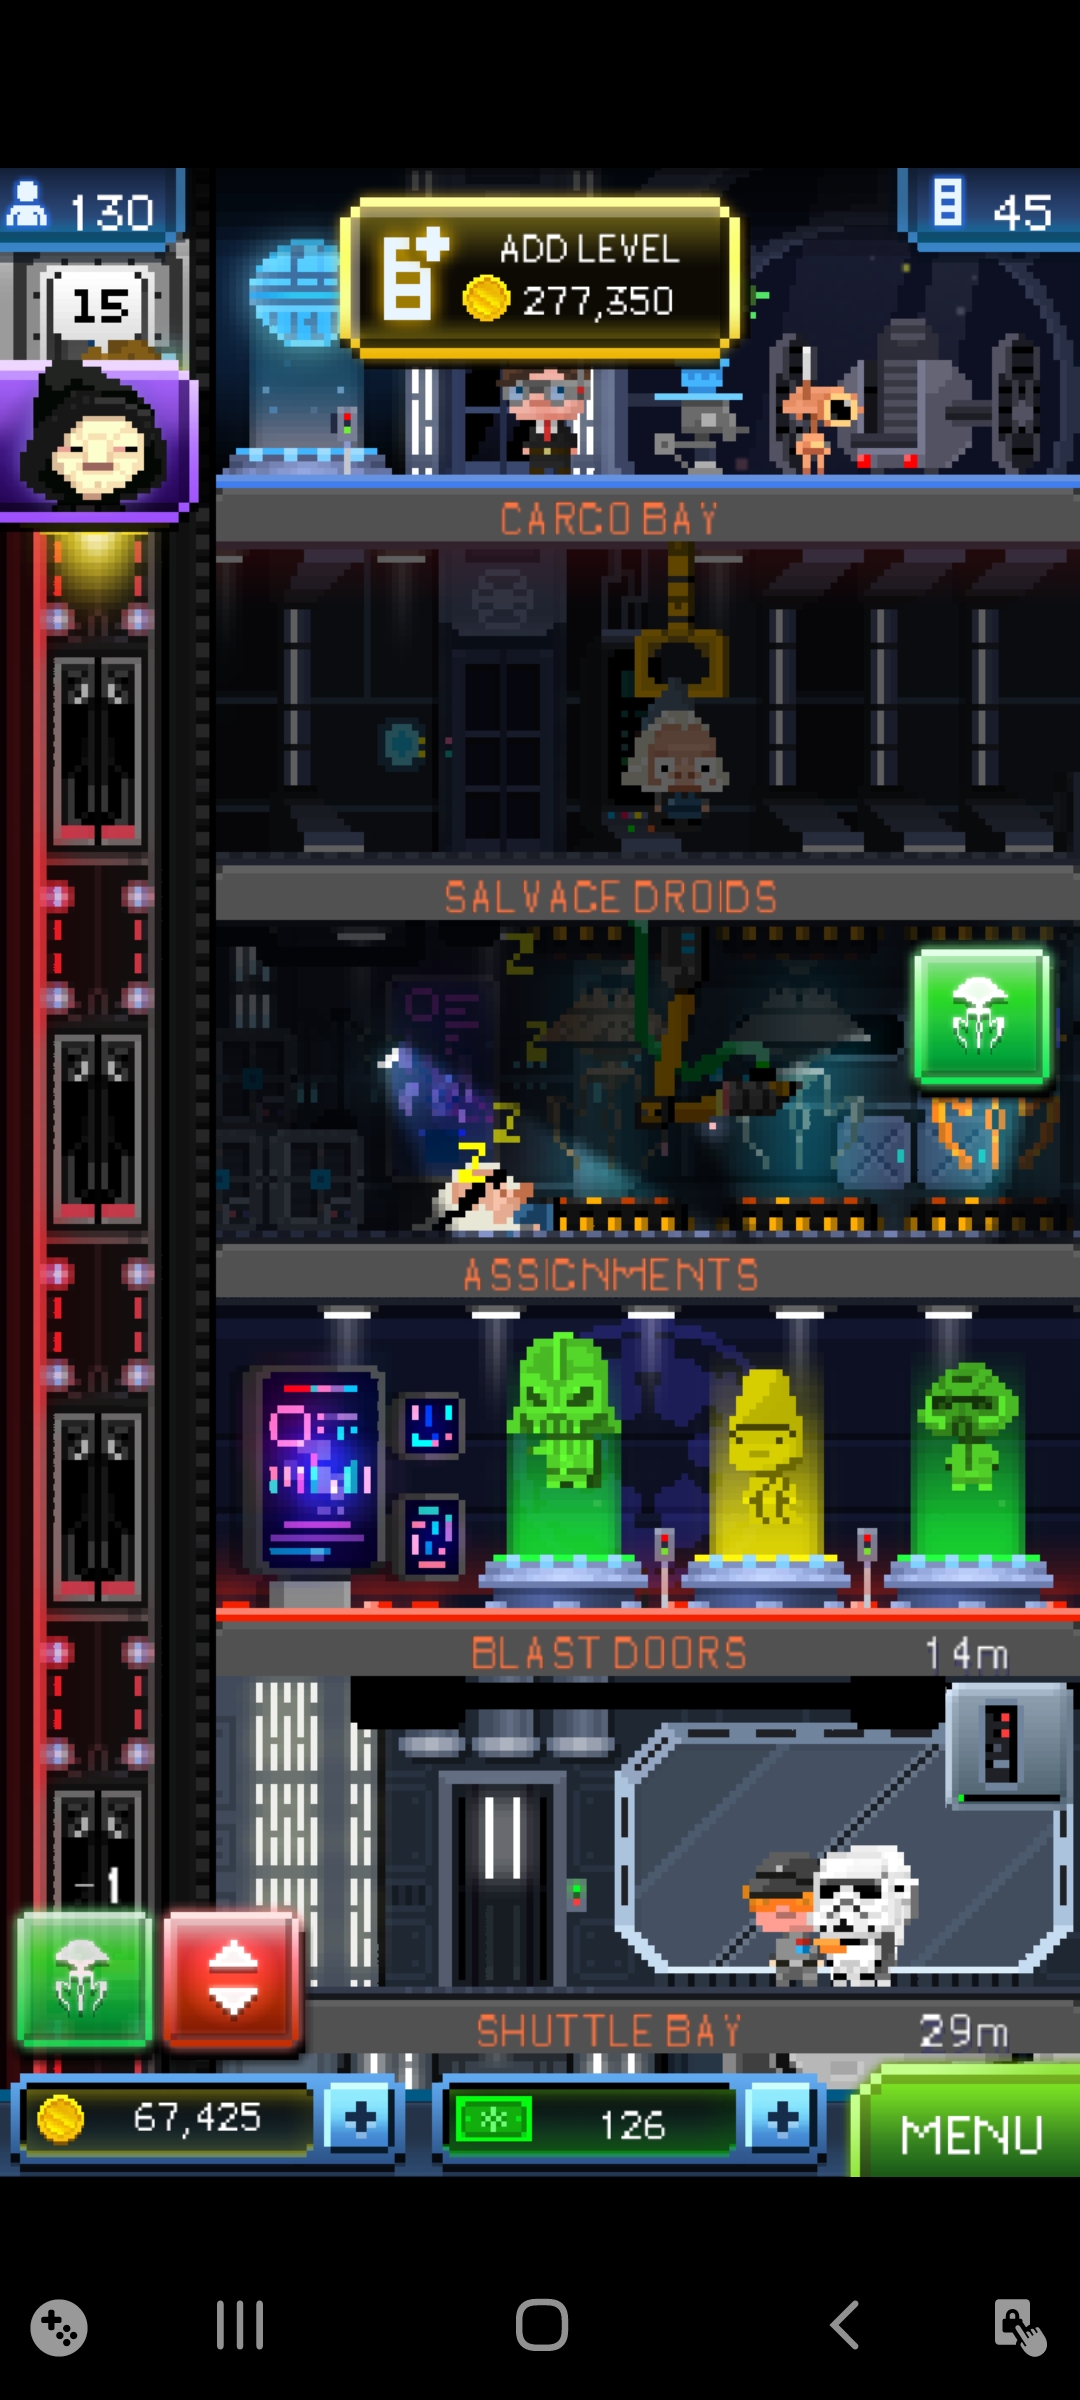 130
ADD LEVEL
277,350
45
15
CARGO BAY
SALVAGE DROIDS
Z
Z
Z
Z
ASSIGNMENTS
BLAST DOORS 14m
-1
SHUTTLE BAY 29m
67,425
126
MENU